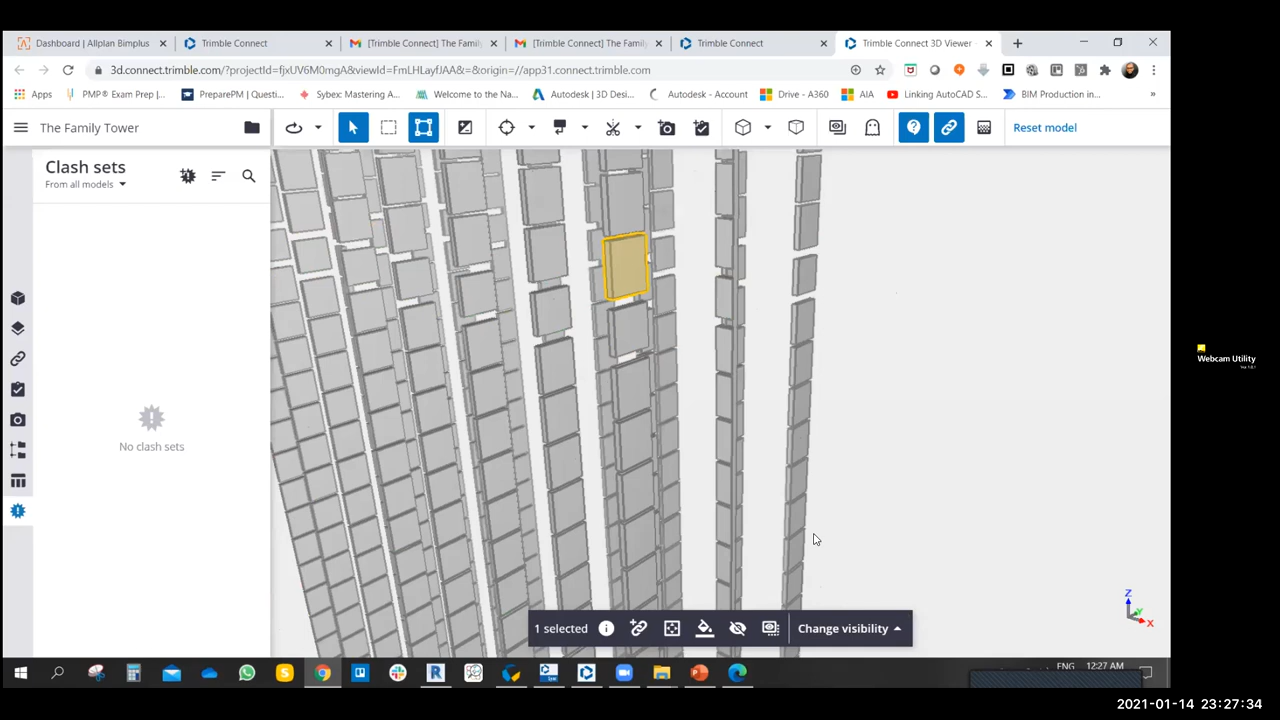 Dashboard | Allplan Bimplus
Trimble Connect
[Trimble Connect] The Family
[Trimble Connect] The Family
Trimble Connect
Trimble Connect 3D Viewer
3d.connect.trimble.com/?projectId=fjxUV6M0mgA&viewId=FmLHLayfJAA&t=&origin=//app31.connect.trimble.com
Apps
PMP® Exam Prep |...
PreparePM | Questi...
Sybex: Mastering A...
Welcome to the Na...
Autodesk | 3D Desi...
Autodesk - Account
Drive - A360
AIA
Linking AutoCAD S...
BIM Production in...
The Family Tower
Reset model
Clash sets
From all models
No clash sets
Z
Y
X
1 selected
Change visibility
ENG 12:27 AM
Webcam Utility
2021-01-14 23:27:34